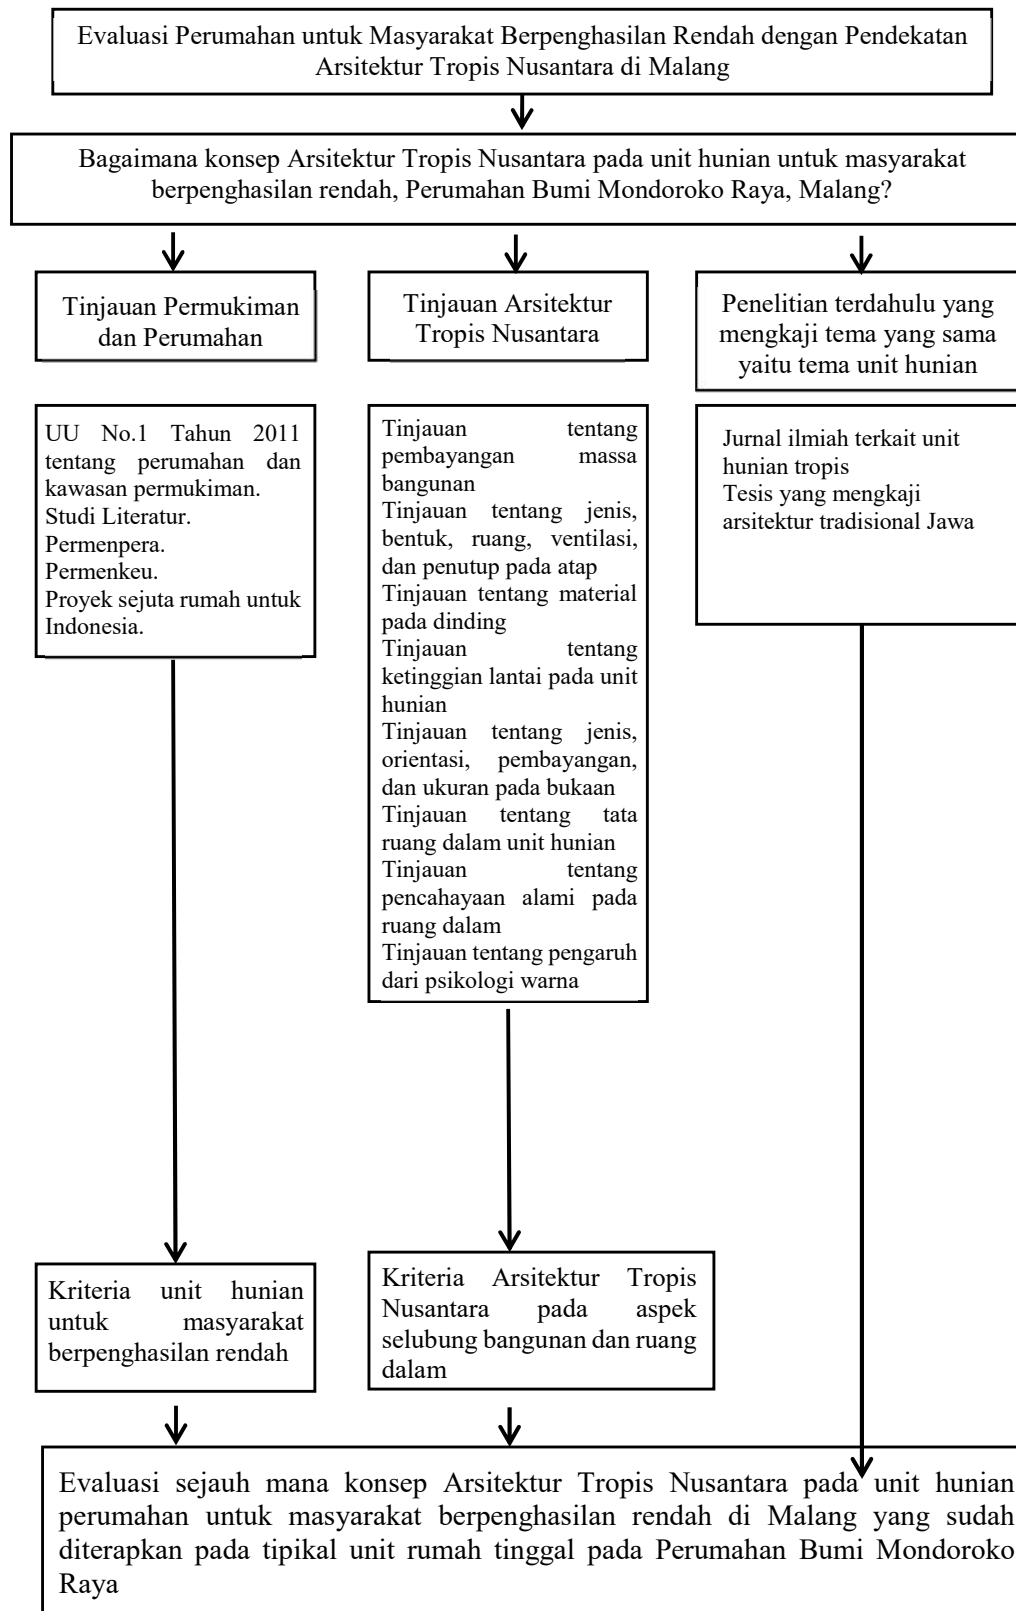 Evaluasi Perumahan untuk Masyarakat Berpenghasilan Rendah dengan Pendekatan
Arsitektur Tropis Nusantara di Malang
Bagaimana konsep Arsitektur Tropis Nusantara pada unit hunian untuk masyarakat
berpenghasilan rendah, Perumahan Bumi Mondoroko Raya, Malang?
Tinjauan Permukiman
dan Perumahan
Tinjauan Arsitektur
Tropis Nusantara
Penelitian terdahulu yang
mengkaji tema yang sama
yaitu tema unit hunian
UU No.1 Tahun 2011
tentang perumahan dan
kawasan permukiman.
Studi Literatur.
Permenpera.
Permenkeu.
Proyek sejuta rumah untuk
Indonesia.
Tinjauan tentang
pembayangan massa
bangunan
Tinjauan tentang jenis,
bentuk, ruang, ventilasi,
dan penutup pada atap
Tinjauan tentang material
pada dinding
Tinjauan tentang
ketinggian lantai pada unit
hunian
Tinjauan tentang jenis,
orientasi, pembayangan,
dan ukuran pada bukaan
Tinjauan tentang tata
ruang dalam unit hunian
Tinjauan tentang
pencahayaan alami pada
ruang dalam
Tinjauan tentang pengaruh
dari psikologi warna
Jurnal ilmiah terkait unit
hunian tropis
Tesis yang mengkaji
arsitektur tradisional Jawa
Kriteria unit hunian
untuk masyarakat
berpenghasilan rendah
Kriteria Arsitektur Tropis
Nusantara pada aspek
selubung bangunan dan ruang
dalam
Evaluasi sejauh mana konsep Arsitektur Tropis Nusantara pada unit hunian
perumahan untuk masyarakat berpenghasilan rendah di Malang yang sudah
diterapkan pada tipikal unit rumah tinggal pada Perumahan Bumi Mondoroko
Raya